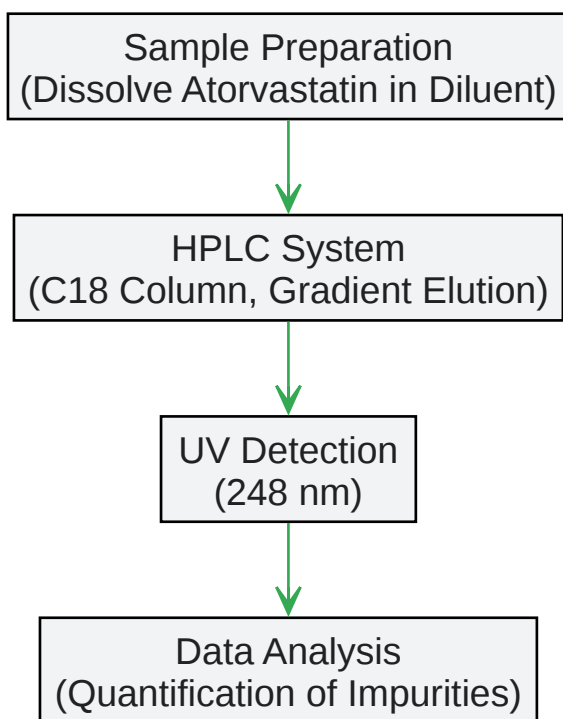 Sample Preparation
(Dissolve Atorvastatin in Diluent)
HPLC System
(C18 Column, Gradient Elution)
UV Detection
(248 nm)
Data Analysis
(Quantification of Impurities)